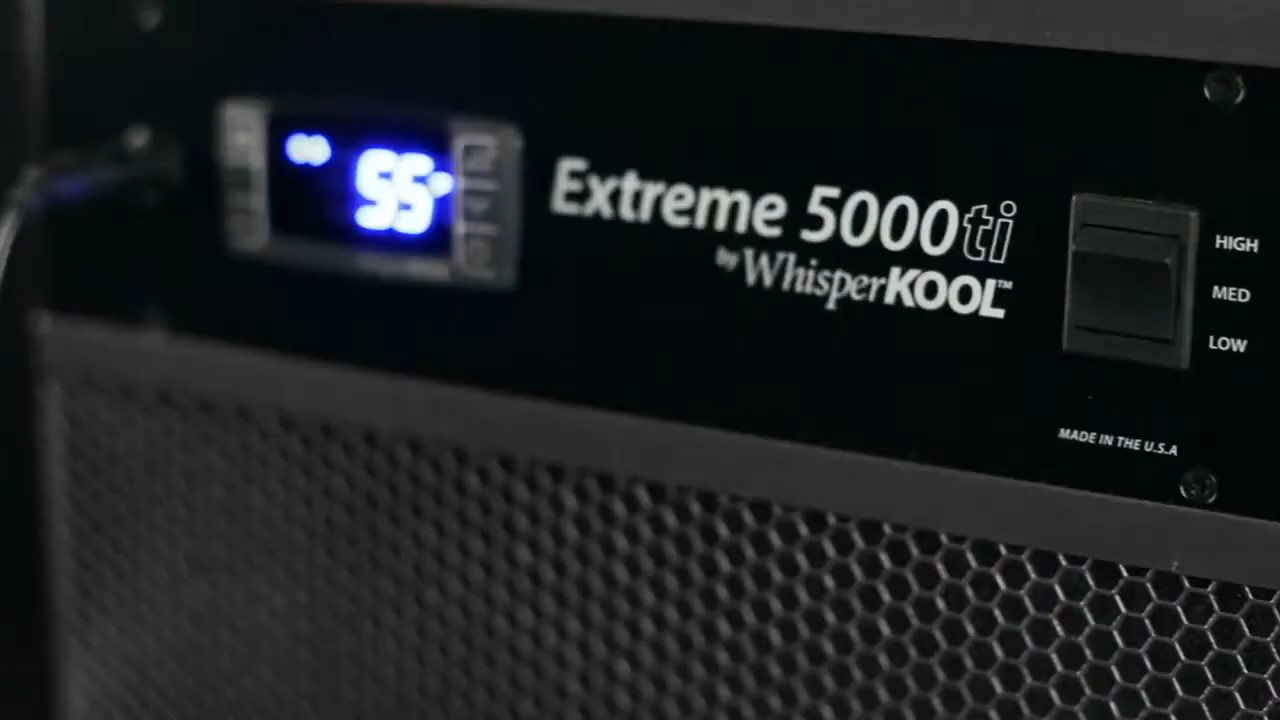 55°
Extreme 5000ti
by WhisperKOOL™
HIGH
MED
LOW
MADE IN THE U.S.A